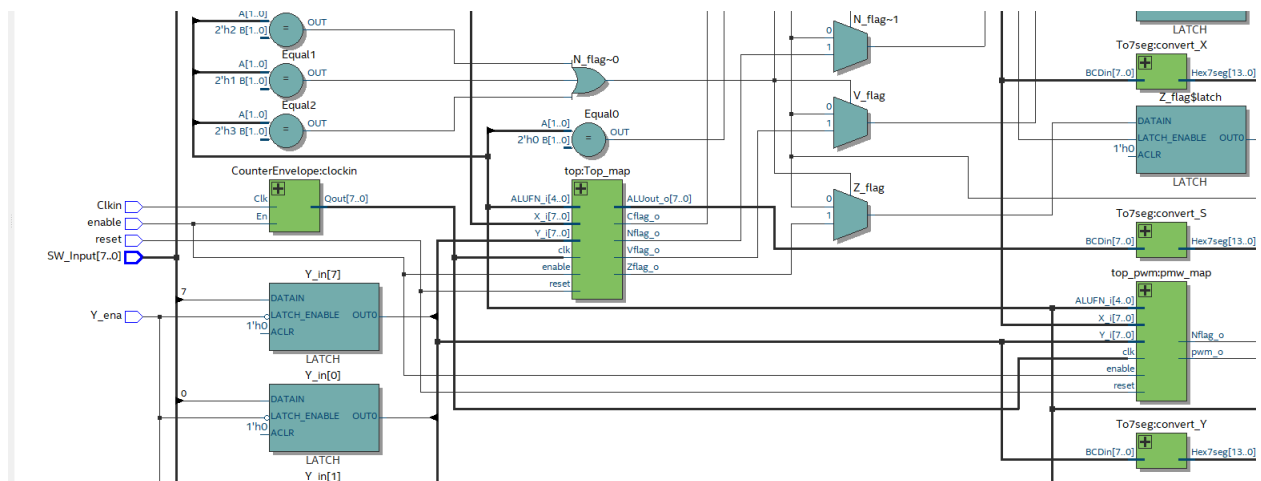 A[1..0]
2'h2 B[1..0]
=
OUT
Equal1
A[1..0]
2'h1 B[1..0]
=
OUT
Equal2
A[1..0]
2'h3 B[1..0]
=
OUT
N_flag~0
Equal0
A[1..0]
2'h0 B[1..0]
=
OUT
N_flag~1
0
1
V_flag
0
1
Z_flag
0
1
LATCH
To7seg:convert_X
BCDin[7..0]
Hex7seg[13..0]
Z_flag$latch
DATAIN
LATCH_ENABLE
OUT0
1'h0
ACLR
LATCH
CounterEnvelope:clockin
Clk
En
Qout[7..0]
Clkin
enable
reset
SW_Input[7..0]
Y_ena
top:Top_map
ALUFN_i[4..0]
X_i[7..0]
Y_i[7..0]
clk
enable
reset
ALUout_o[7..0]
Cflag_o
Nflag_o
Vflag_o
Zflag_o
To7seg:convert_S
BCDin[7..0]
Hex7seg[13..0]
Y_in[7]
7
DATAIN
LATCH_ENABLE
OUT0
1'h0
ACLR
LATCH
Y_in[0]
0
DATAIN
LATCH_ENABLE
OUT0
1'h0
ACLR
LATCH
Y_in[1]
top_pwm:pmw_map
ALUFN_i[4..0]
X_i[7..0]
Y_i[7..0]
clk
enable
reset
Nflag_o
pwm_o
To7seg:convert_Y
BCDin[7..0]
Hex7seg[13..0]